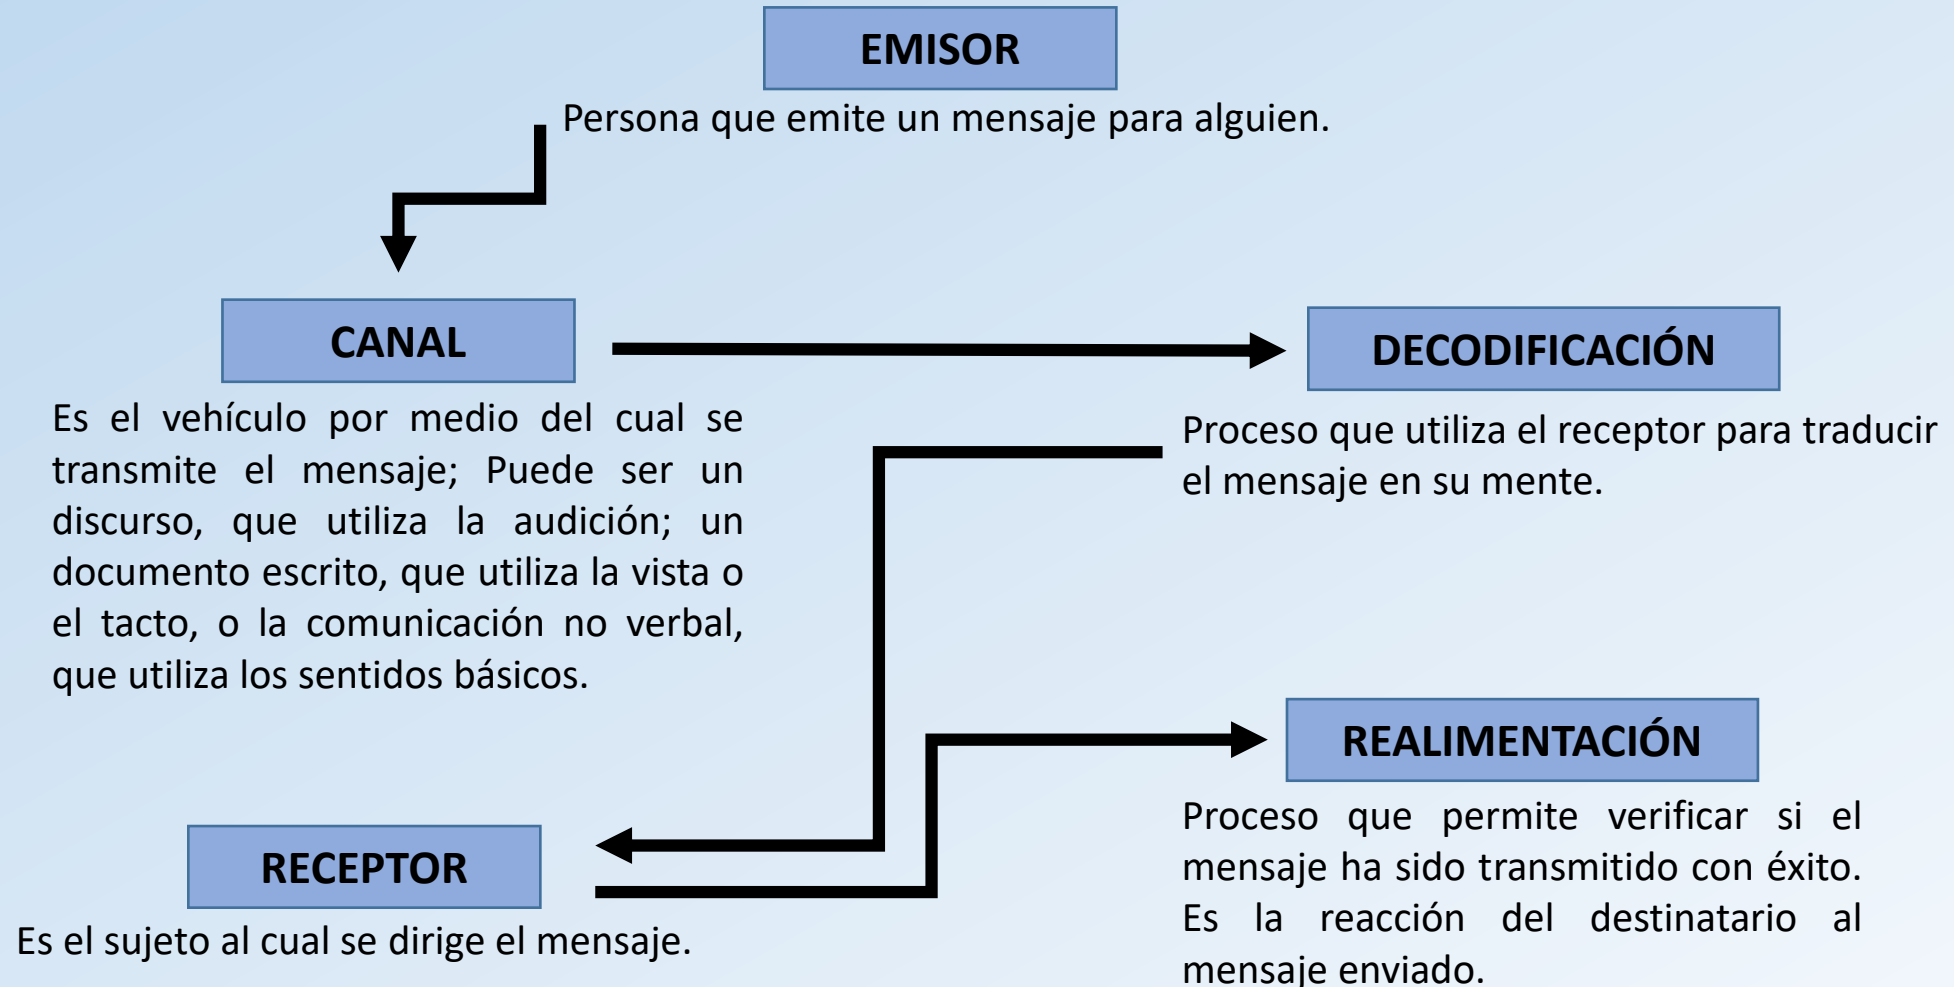 EMISOR
Persona que emite un mensaje para alguien.
CANAL
Es el vehículo por medio del cual se
transmite el mensaje; Puede ser un
discurso, que utiliza la audición; un
documento escrito, que utiliza la vista o
el tacto, o la comunicación no verbal,
que utiliza los sentidos básicos.
DECODIFICACIÓN
Proceso que utiliza el receptor para traducir
el mensaje en su mente.
RECEPTOR
Es el sujeto al cual se dirige el mensaje.
REALIMENTACIÓN
Proceso que permite verificar si el
mensaje ha sido transmitido con éxito.
Es la reacción del destinatario al
mensaje enviado.